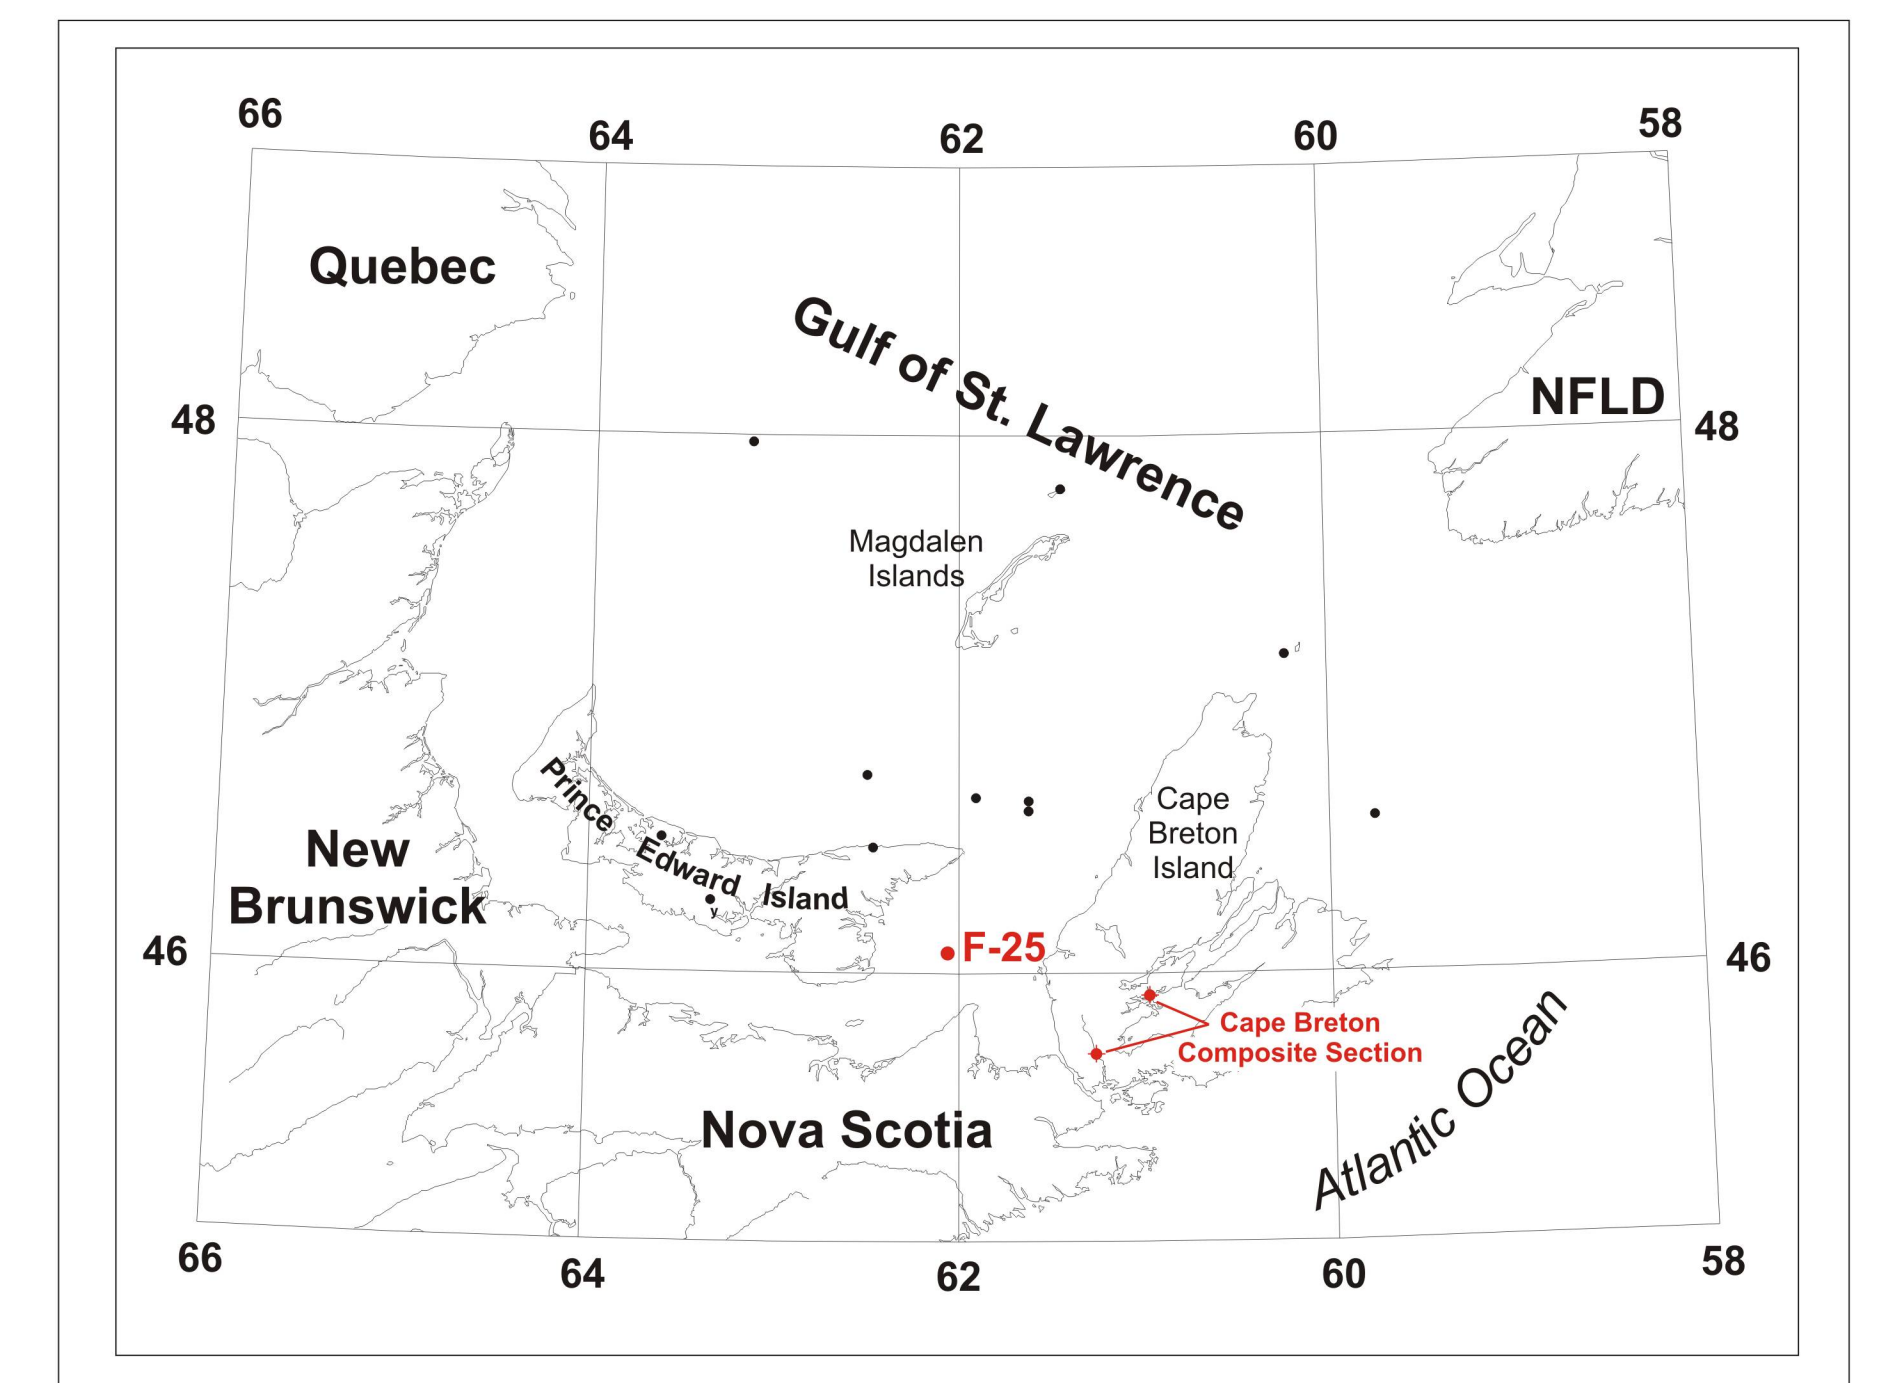 66
64
62
60
58
Quebec
Gulf of St. Lawrence
NFLD
48
48
Magdalen
Islands
Prince
Edward
Island
y
Cape
Breton
Island
New
Brunswick
46
F-25
46
Cape Breton
Composite Section
Nova Scotia
Atlantic Ocean
66
64
62
60
58